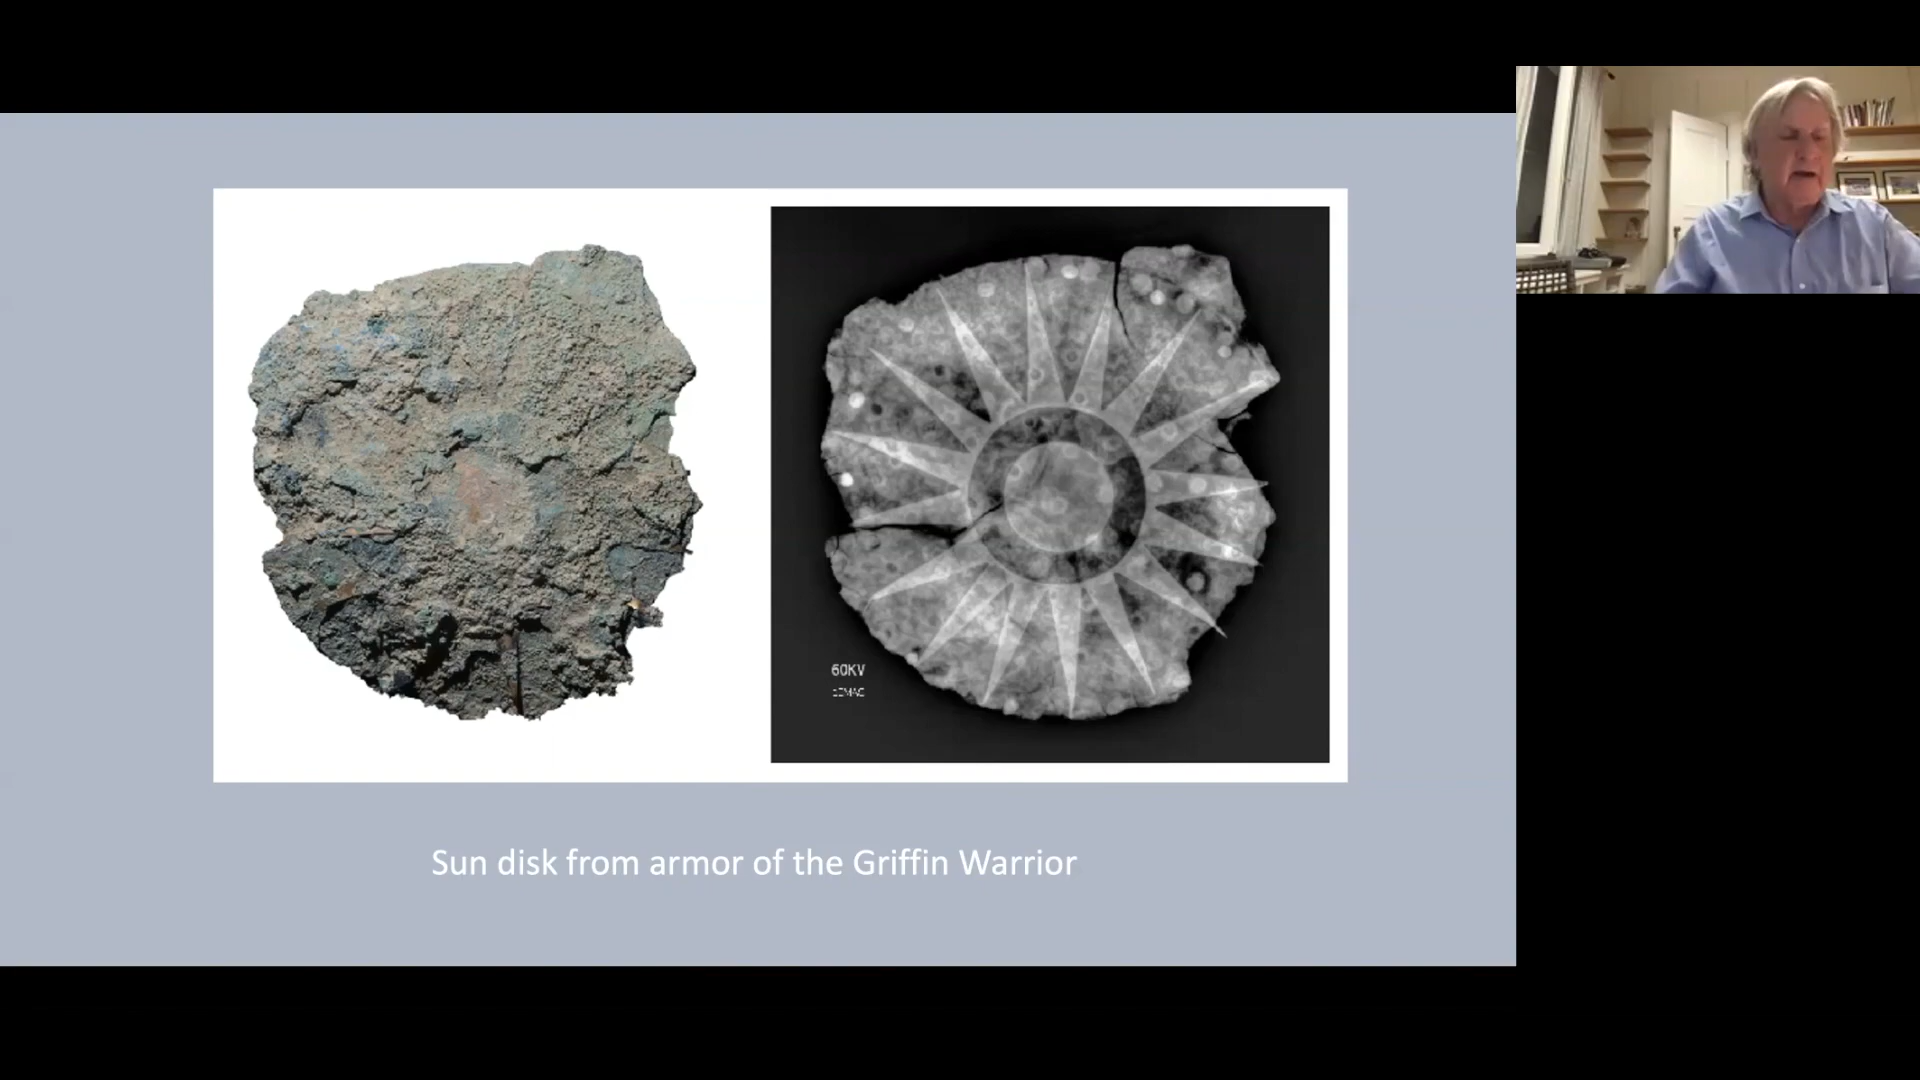 60KV
Sun disk from armor of the Griffin Warrior